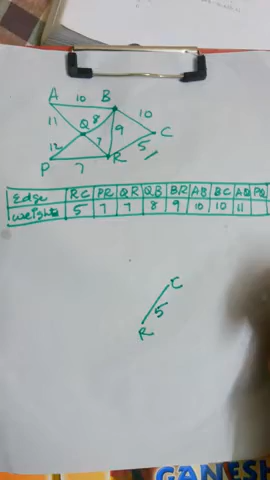 A 10 B
11 Q 8 9 10
C
12 7 5
P 7 R
Edge RC PR QR QB BR AB BC AQ PQ
weight 5 7 7 8 9 10 10 11
C
5
R
GANESH